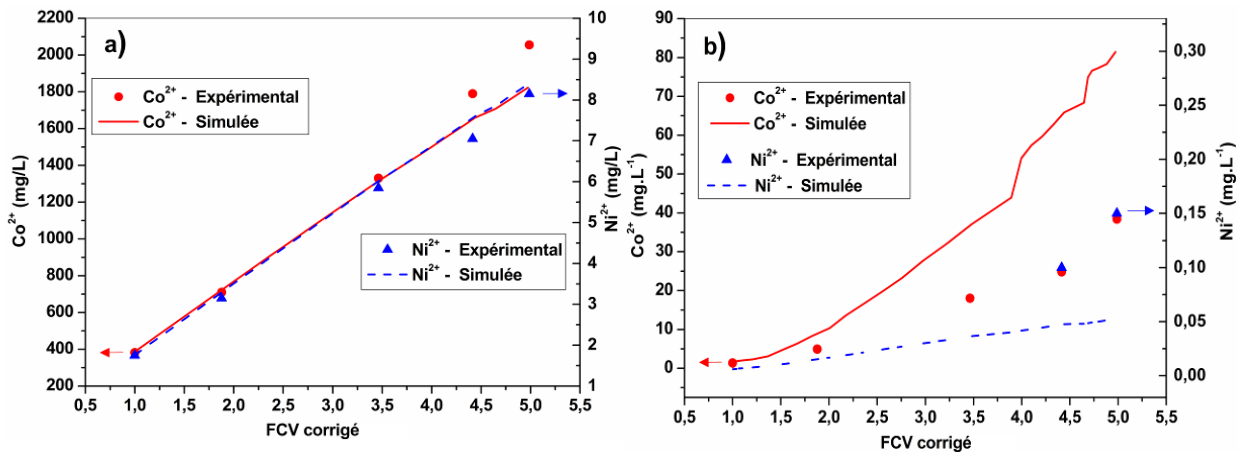 a)
Co²⁺ (mg/L)
2200
2000
1800
1600
1400
1200
1000
800
600
400
200
Co²⁺ - Expérimental
Co²⁺ - Simulée
Ni²⁺ - Expérimental
Ni²⁺ - Simulée
10
9
8
7
6
5
4
3
2
1
Ni²⁺ (mg/L)
0,5 1,0 1,5 2,0 2,5 3,0 3,5 4,0 4,5 5,0 5,5
FCV corrigé
b)
Co²⁺ (mg.L⁻¹)
90
80
70
60
50
40
30
20
10
0
Co²⁺ - Expérimental
Co²⁺ - Simulée
Ni²⁺ - Expérimental
Ni²⁺ - Simulée
0,30
0,25
0,20
0,15
0,10
0,05
0,00
Ni²⁺ (mg.L⁻¹)
0,5 1,0 1,5 2,0 2,5 3,0 3,5 4,0 4,5 5,0 5,5
FCV corrigé